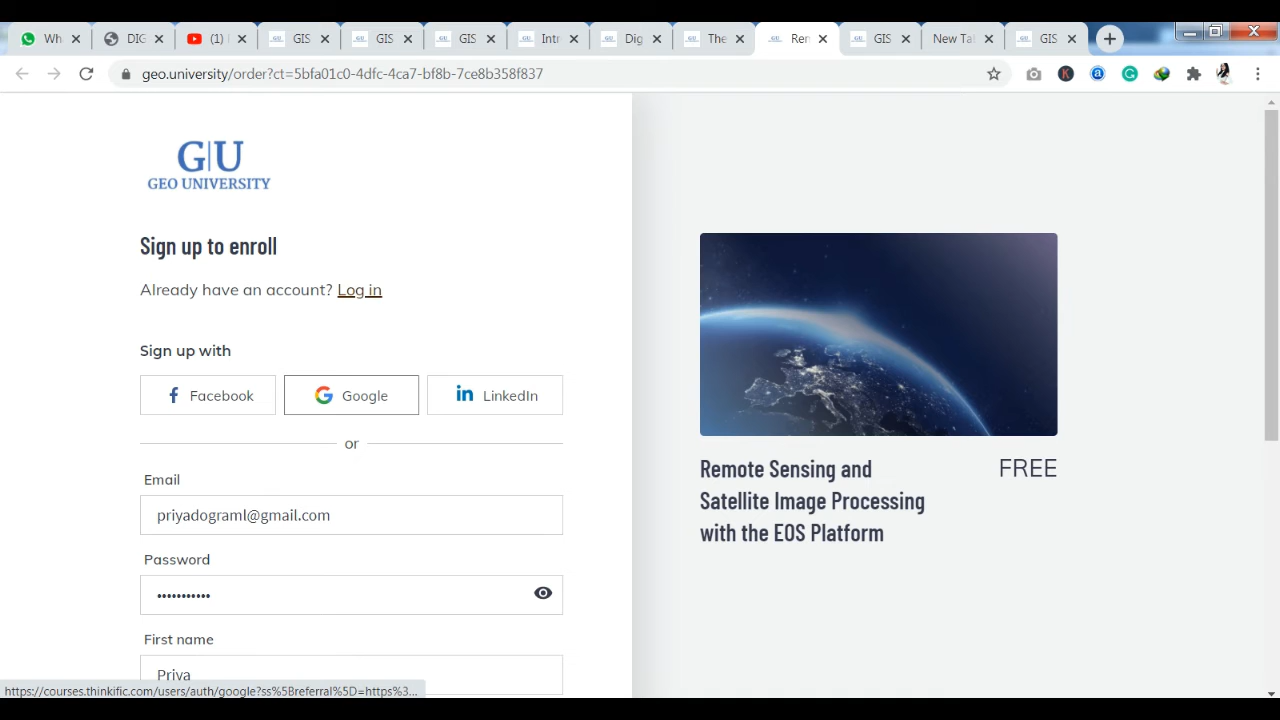 Wh
DIG
(1)
GIS
GIS
GIS
Intr
Dig
The
Ren
GIS
New Tal
GIS
geo.university/order?ct=5bfa01c0-4dfc-4ca7-bf8b-7ce8b358f837
G|U
GEO UNIVERSITY
Sign up to enroll
Already have an account? Log in
Sign up with
Facebook
Google
LinkedIn
or
Email
priyadograml@gmail.com
Password
•••••••••••
First name
Priya
Remote Sensing and
Satellite Image Processing
with the EOS Platform
FREE
https://courses.thinkific.com/users/auth/google?ss%5Breferral%5D=https%3...